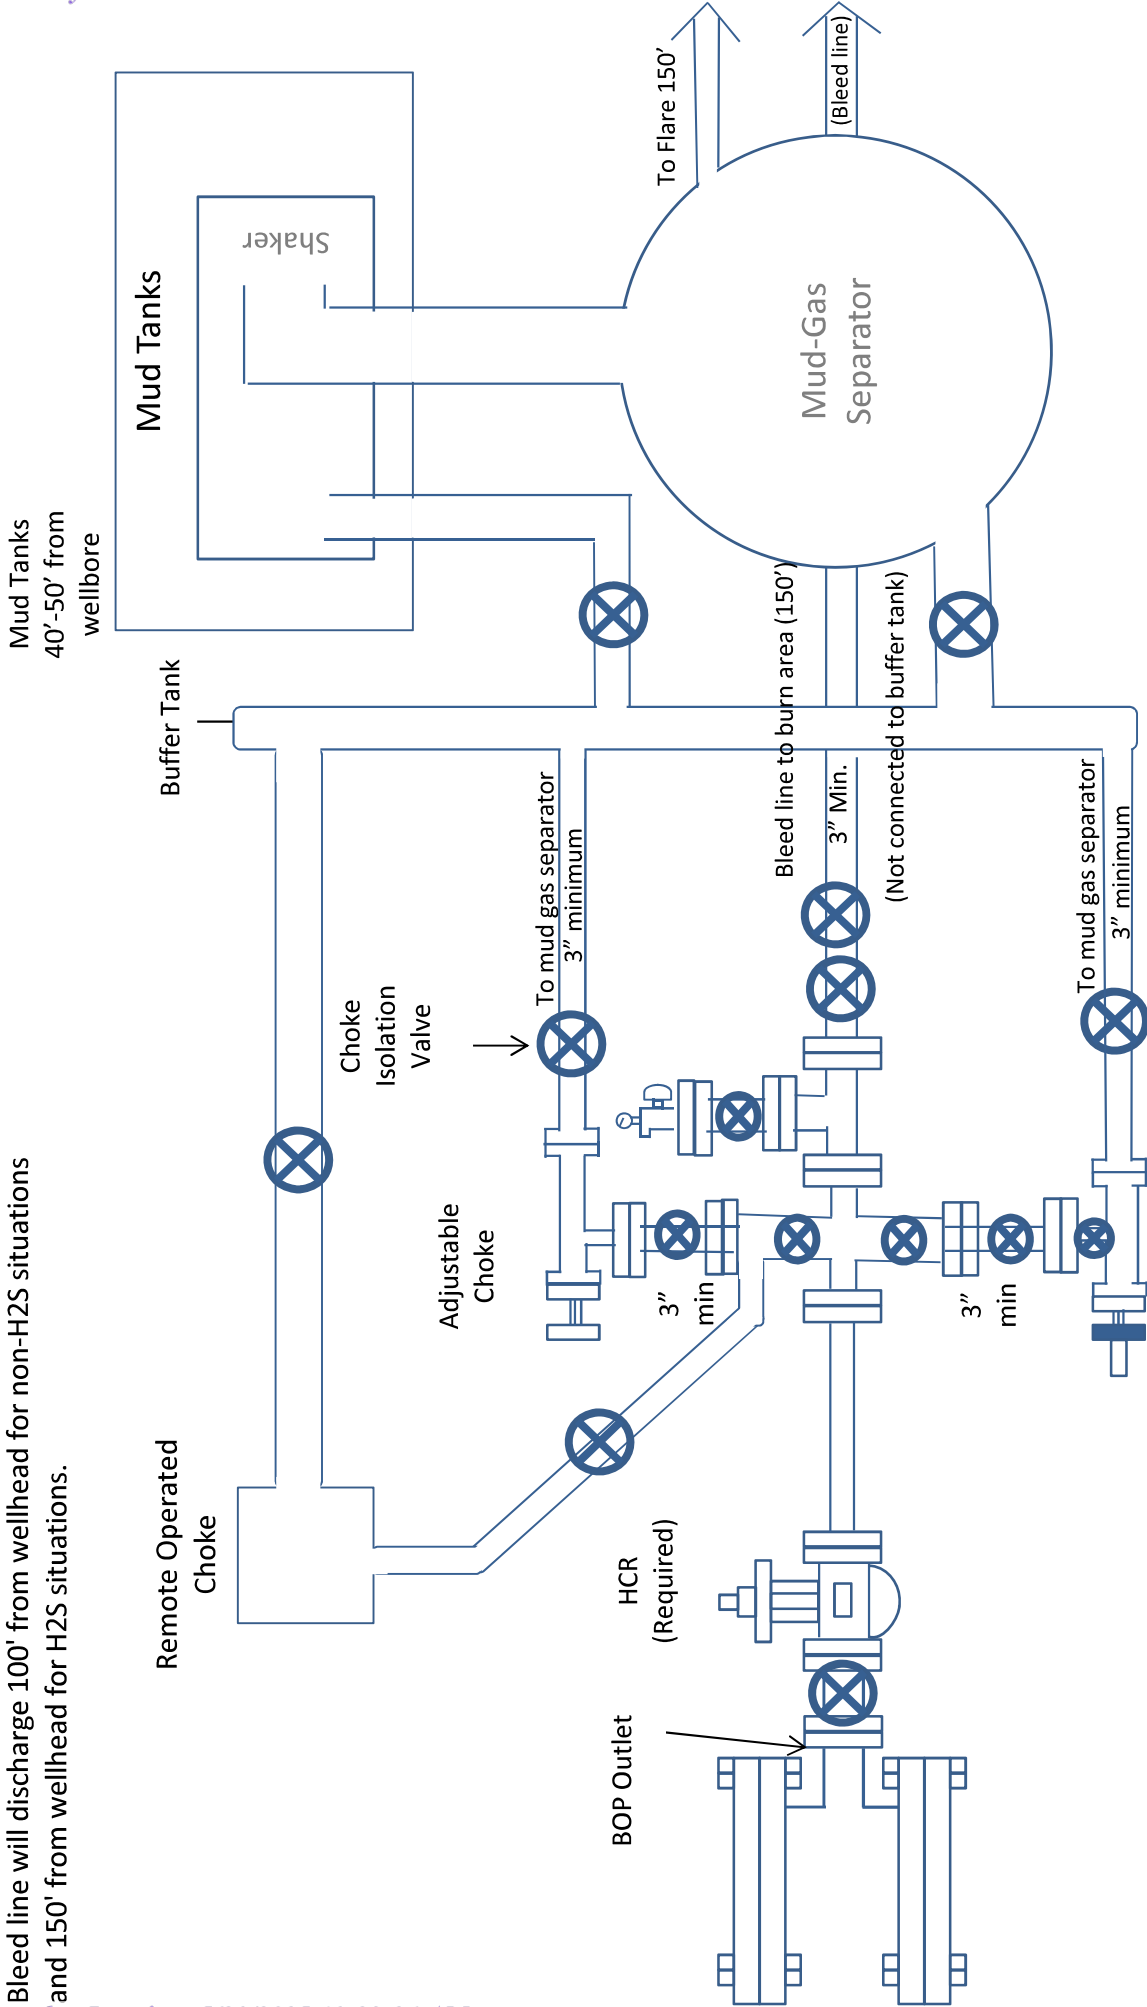 Bleed line will discharge 100' from wellhead for non-H2S situations
and 150' from wellhead for H2S situations.
Mud Tanks
40’-50’ from
wellbore
Mud Tanks
Shaker
Buffer Tank
Remote Operated
Choke
Choke
Isolation
Valve
Adjustable
Choke
To mud gas separator
3” minimum
To Flare 150’
(Bleed line)
Mud-Gas
Separator
Bleed line to burn area (150’)
3” Min.
(Not connected to buffer tank)
BOP Outlet
HCR
(Required)
3”
min
3”
min
To mud gas separator
3” minimum